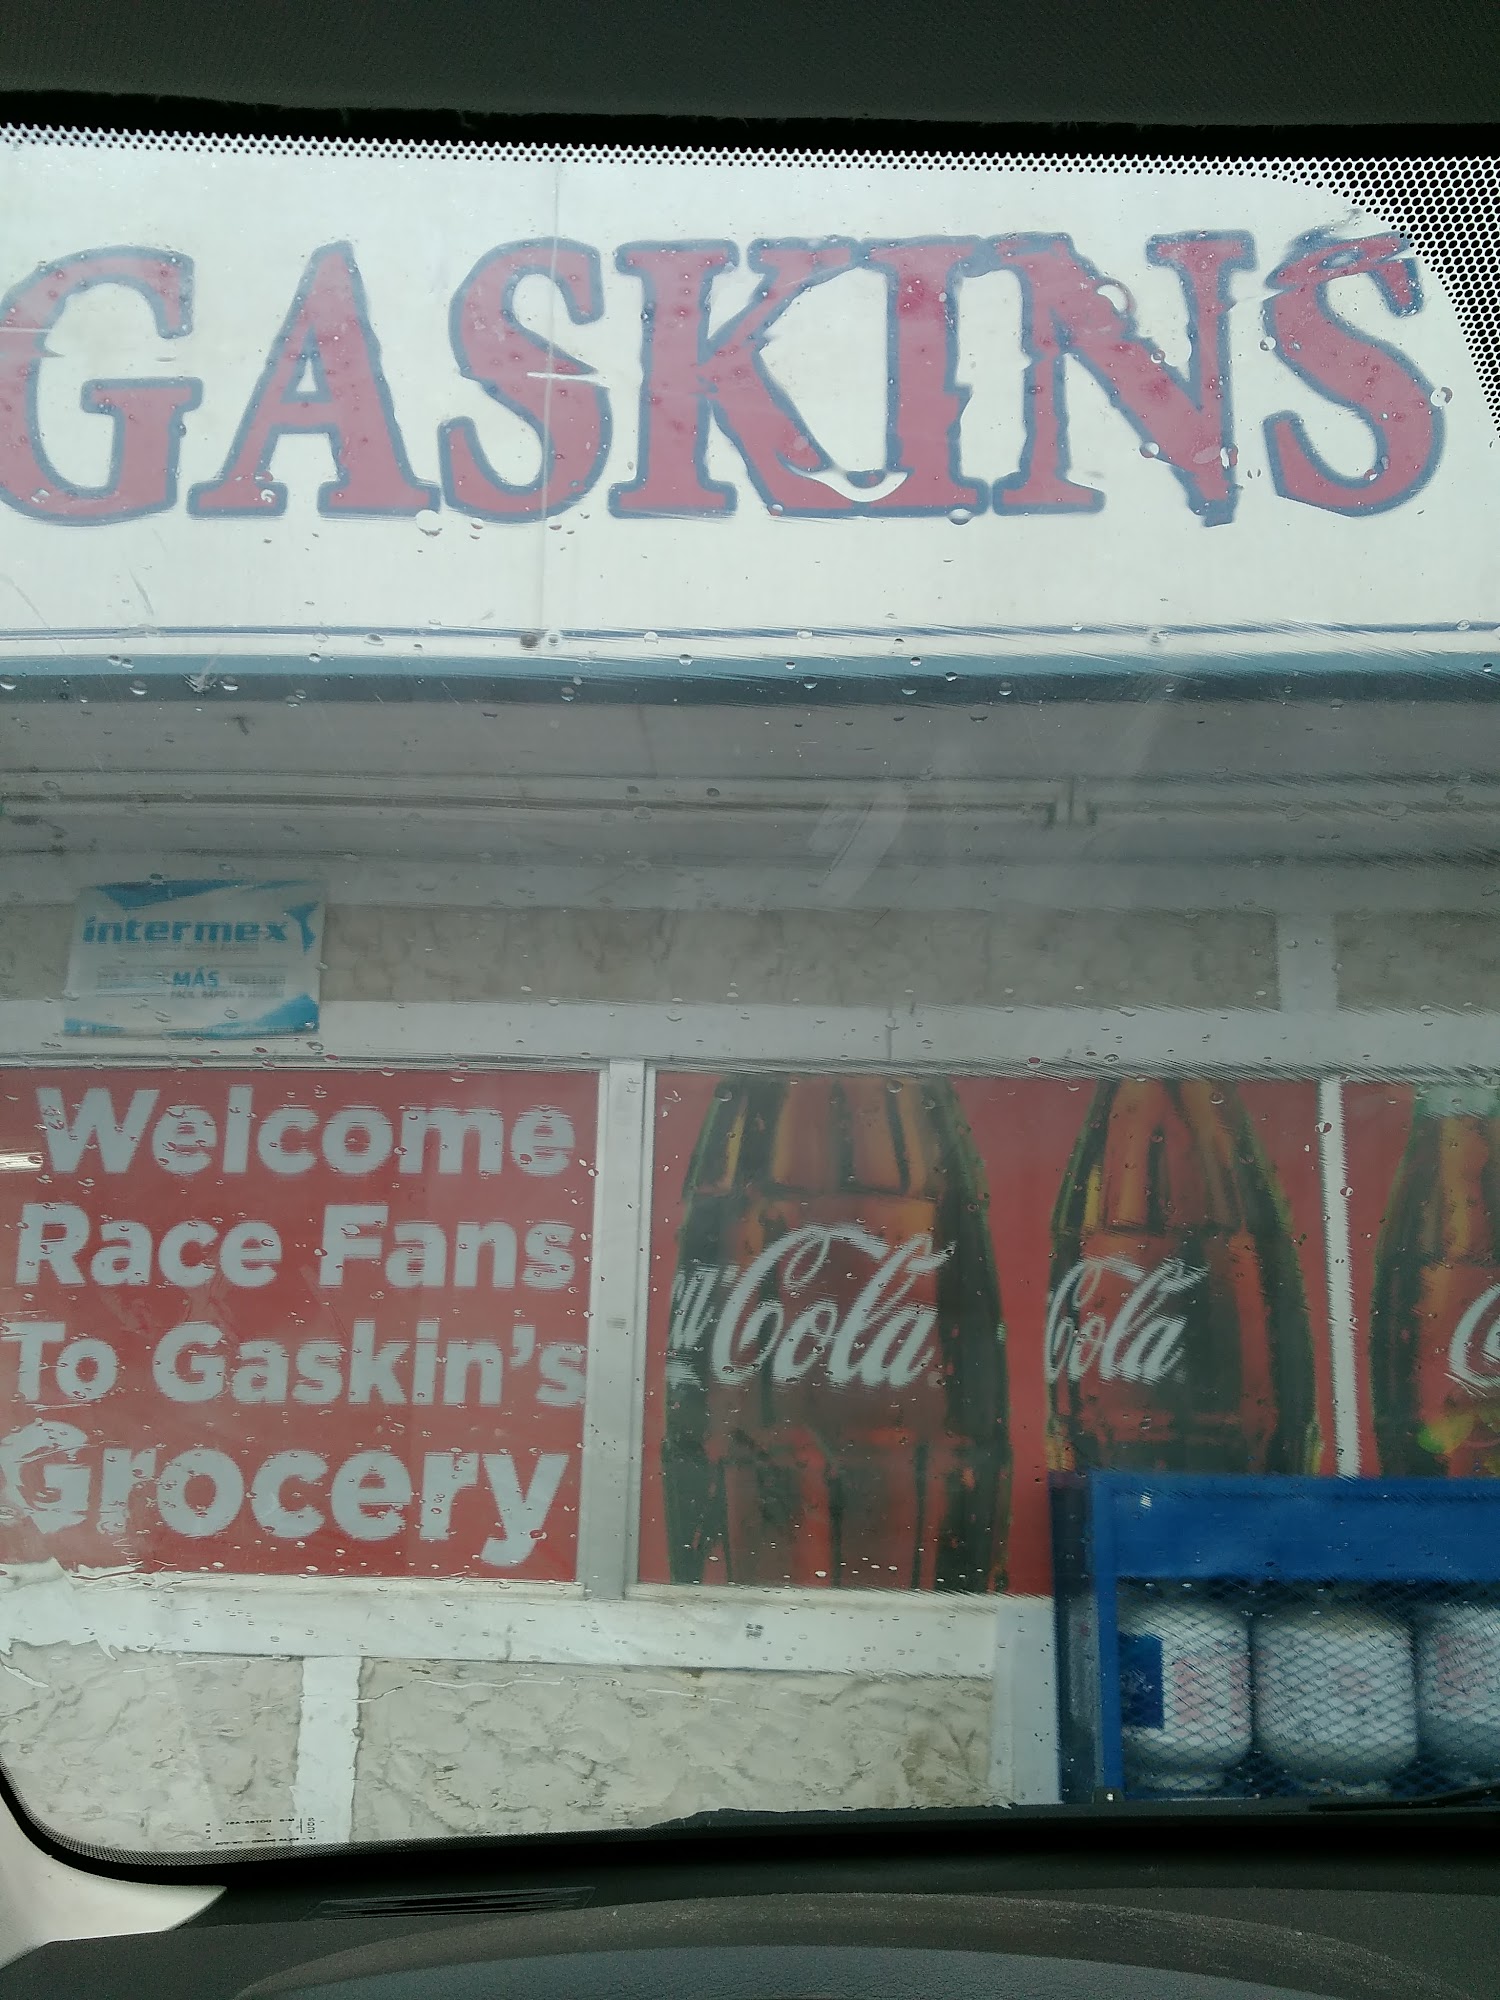 GASKINS
intermex
MÁS
Welcome
Race Fans
To Gaskin's
Grocery
Cola
Cola